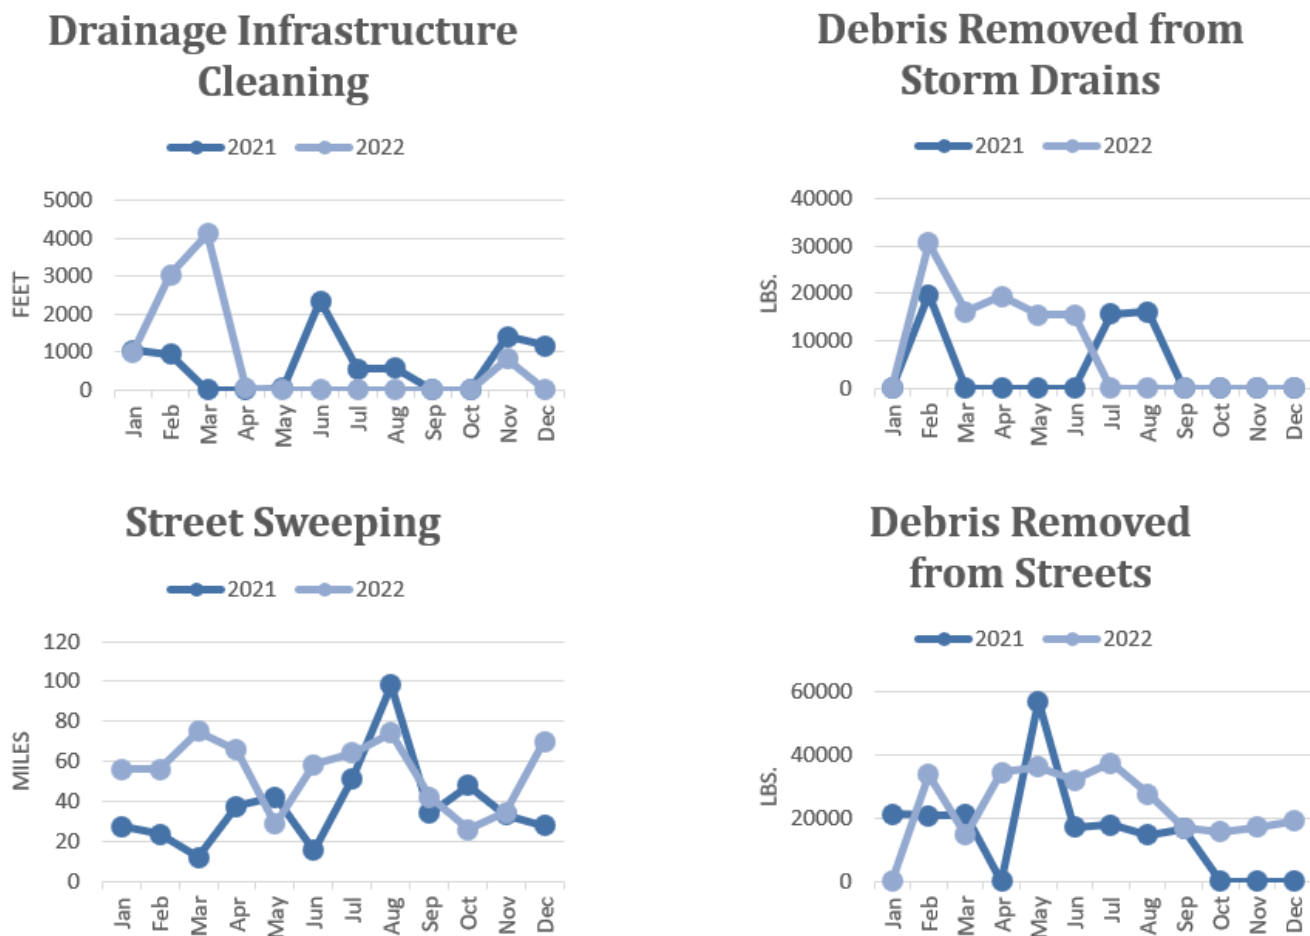 Drainage Infrastructure
Cleaning
2021 2022
5000
4000
3000
2000
1000
0
FEET
Jan Feb Mar Apr May Jun Jul Aug Sep Oct Nov Dec
Debris Removed from
Storm Drains
2021 2022
40000
30000
20000
10000
0
LBS.
Jan Feb Mar Apr May Jun Jul Aug Sep Oct Nov Dec
Street Sweeping
2021 2022
120
100
80
60
40
20
0
MILES
Jan Feb Mar Apr May Jun Jul Aug Sep Oct Nov Dec
Debris Removed
from Streets
2021 2022
60000
40000
20000
0
LBS.
Jan Feb Mar Apr May Jun Jul Aug Sep Oct Nov Dec